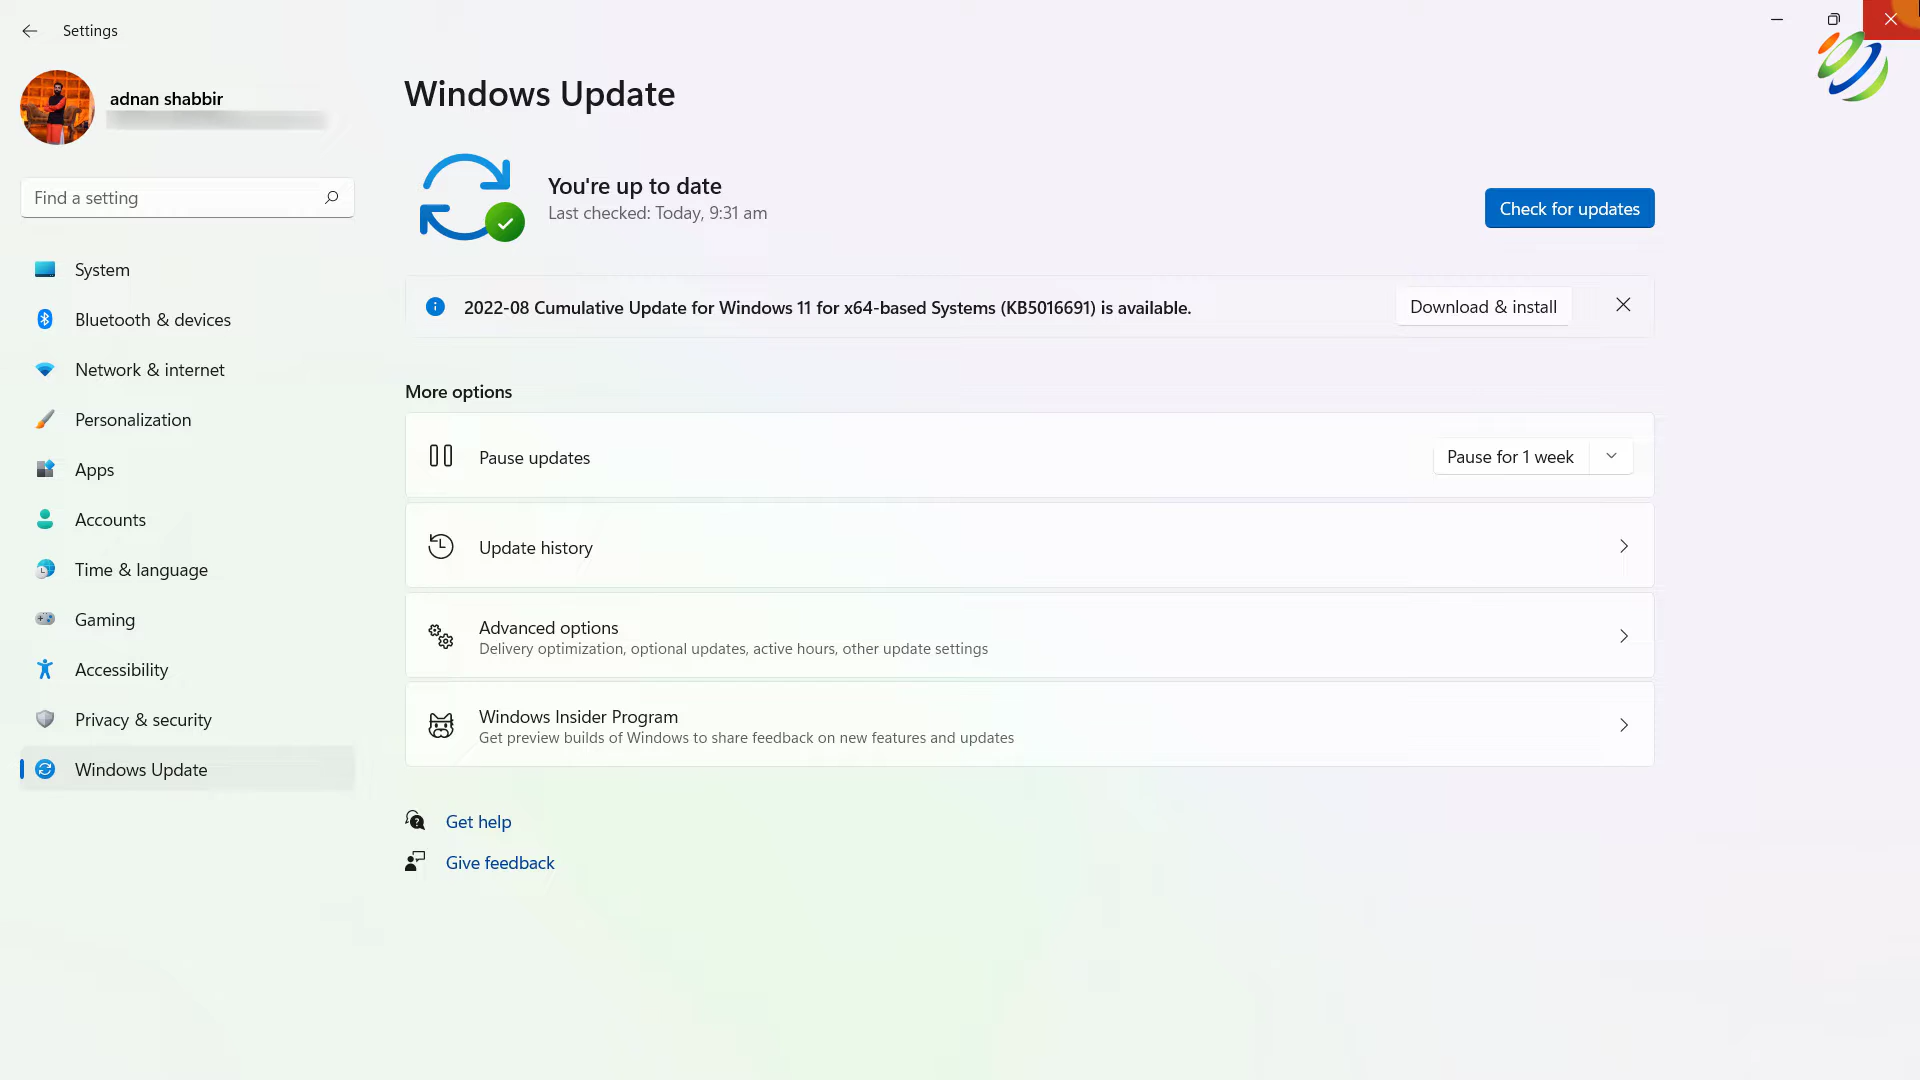 Settings
adnan shabbir
Find a setting
System
Bluetooth & devices
Network & internet
Personalization
Apps
Accounts
Time & language
Gaming
Accessibility
Privacy & security
Windows Update
Windows Update
You're up to date
Last checked: Today, 9:31 am
Check for updates
2022-08 Cumulative Update for Windows 11 for x64-based Systems (KB5016691) is available.
Download & install
More options
Pause updates
Pause for 1 week
Update history
Advanced options
Delivery optimization, optional updates, active hours, other update settings
Windows Insider Program
Get preview builds of Windows to share feedback on new features and updates
Get help
Give feedback